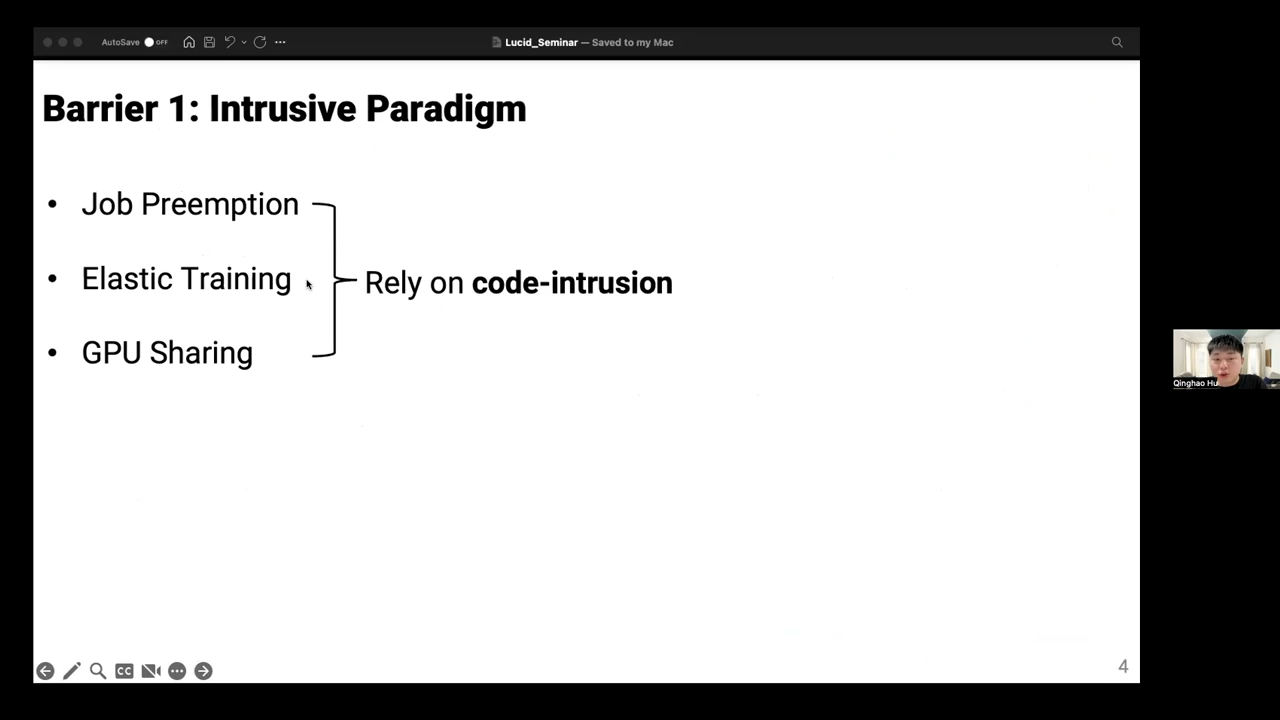 AutoSave OFF
Lucid_Seminar — Saved to my Mac
Barrier 1: Intrusive Paradigm
• Job Preemption
• Elastic Training
• GPU Sharing
Rely on code-intrusion
Qinghao Hu
CC
4